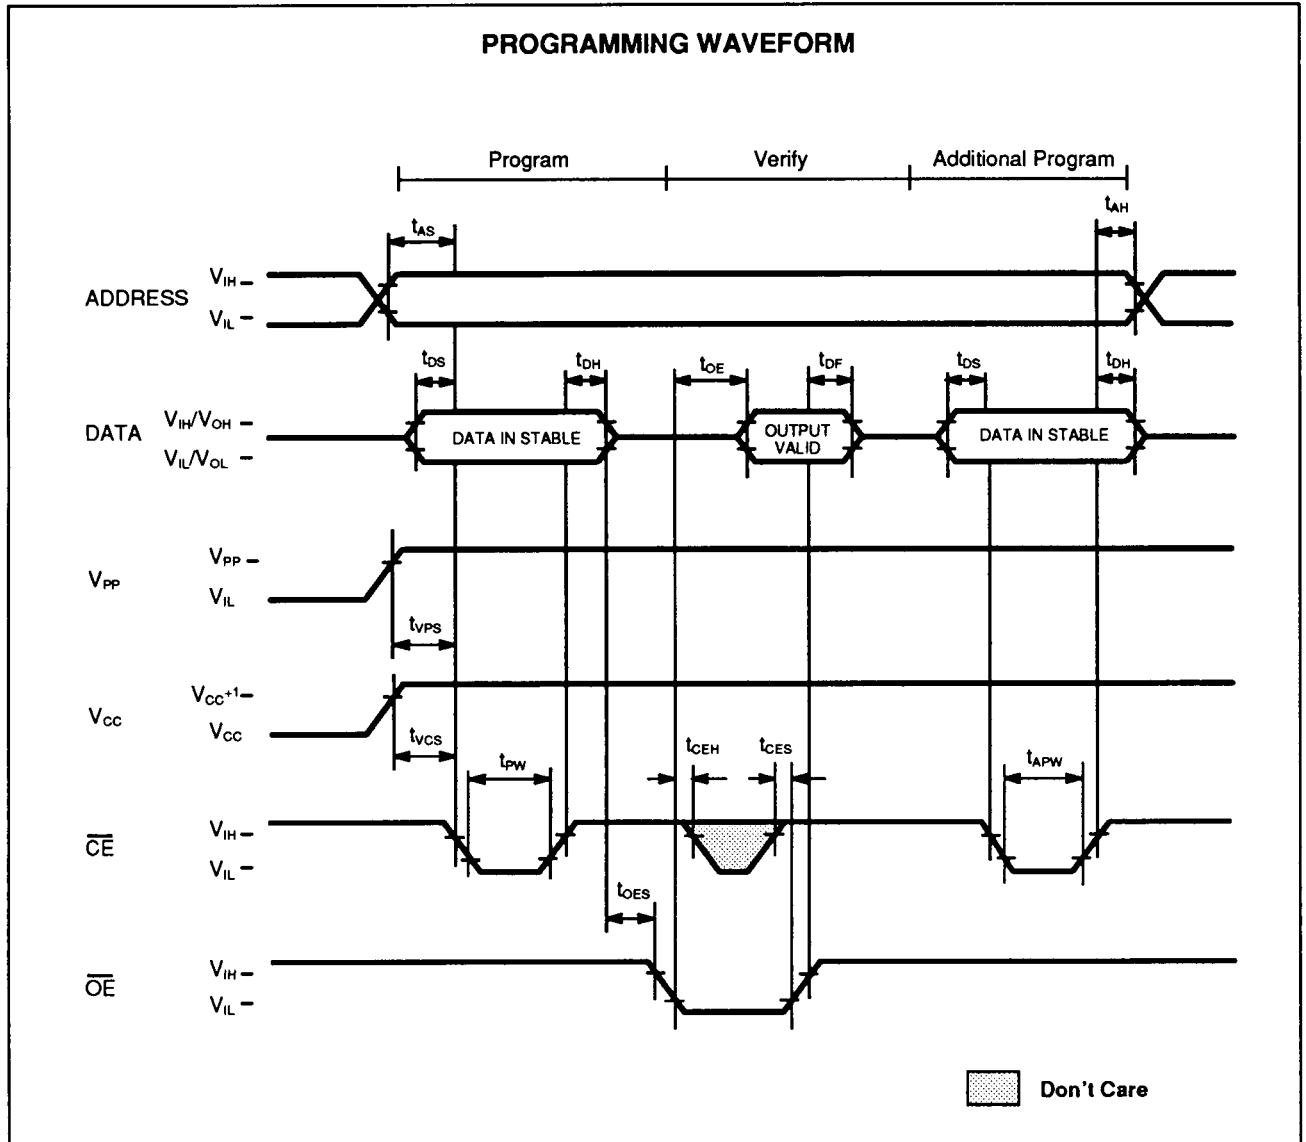 PROGRAMMING WAVEFORM
Program Verify Additional Program
tAS tAH
ADDRESS VIH
VIL
tDS tDH tOE tDF tDS tDH
DATA VIH/VOH
DATA IN STABLE OUTPUT VALID DATA IN STABLE
VIL/VOL
VPP VPP
VIL
tVPS
VCC VCC+1
VCC
tVCS tPW tCEH tCES tAPW
C̅E̅ VIH
VIL
tOES
O̅E̅ VIH
VIL
Don't Care